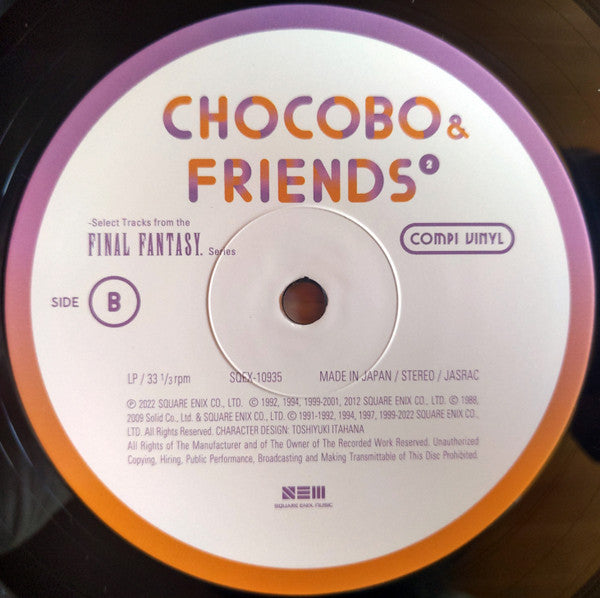 CHOCOBO &
FRIENDS 2
-Select Tracks from the
FINAL FANTASY. Series
COMPI VINYL
SIDE B
LP / 33 1/3 rpm SQEX-10935 MADE IN JAPAN / STEREO / JASRAC
℗ 2022 SQUARE ENIX CO., LTD. © 1992, 1994, 1999-2001, 2012 SQUARE ENIX CO., LTD. © 1988,
2009 Solid Co., Ltd. & SQUARE ENIX CO., LTD. © 1991-1992, 1994, 1997, 1999-2022 SQUARE ENIX CO.,
LTD. All Rights Reserved. CHARACTER DESIGN: TOSHIYUKI ITAHANA
All Rights of The Manufacturer and of The Owner of The Recorded Work Reserved. Unauthorized
Copying, Hiring, Public Performance, Broadcasting and Making Transmittable of This Disc Prohibited.
SQUARE ENIX MUSIC